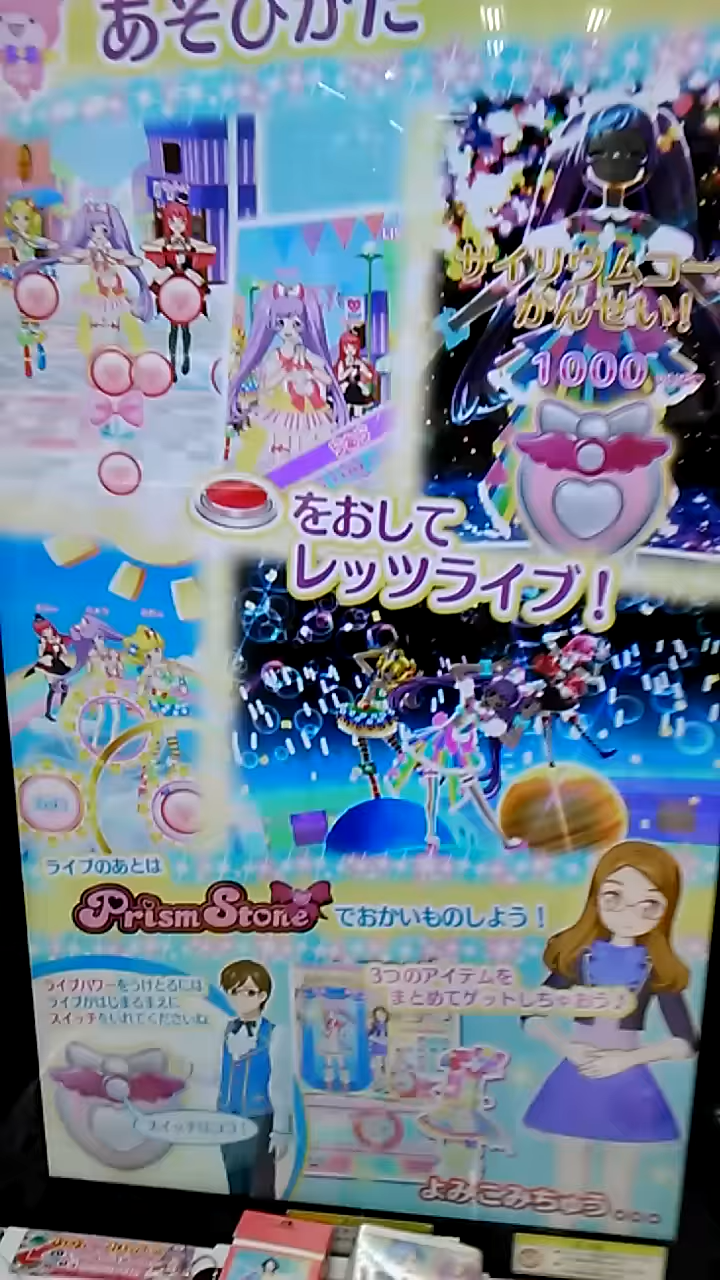 あそびかた
サイリウムコー
かんせい!
1000
をおして
レッツライブ!
ライブのあとは
Prism Stone でおかいものしよう!
ライブパワーをうけとるには
ライブがはじまるまえに
スイッチをいれてくださいね
3つのアイテムを
まとめてゲットしちゃおう♪
スイッチはココ!
よみこみちゅう...